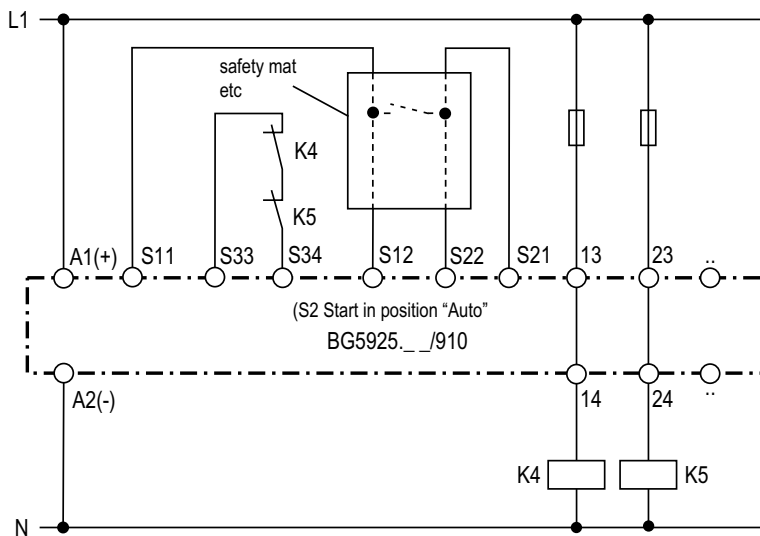 L1
safety mat
etc
K4
K5
A1(+) S11 S33 S34 S12 S22 S21 13 23 ..
(S2 Start in position “Auto”
BG5925._ _/910
A2(-) 14 24 ..
K4 K5
N